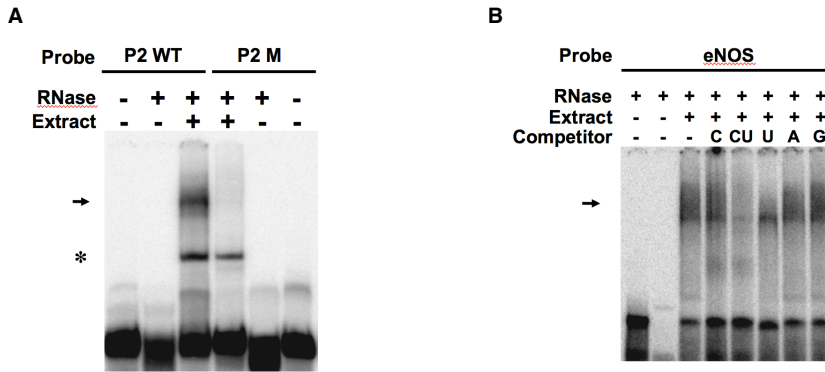 A
Probe P2 WT P2 M
RNase - + + + + -
Extract - - + + - -
*
B
Probe eNOS
RNase + + + + + + + +
Extract - - + + + + + +
Competitor - - - C CU U A G